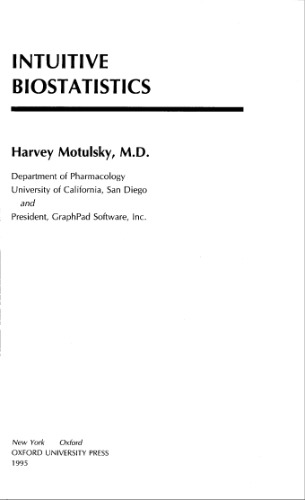 INTUITIVE
BIOSTATISTICS
Harvey Motulsky, M.D.
Department of Pharmacology
University of California, San Diego
and
President, GraphPad Software, Inc.
New York Oxford
OXFORD UNIVERSITY PRESS
1995